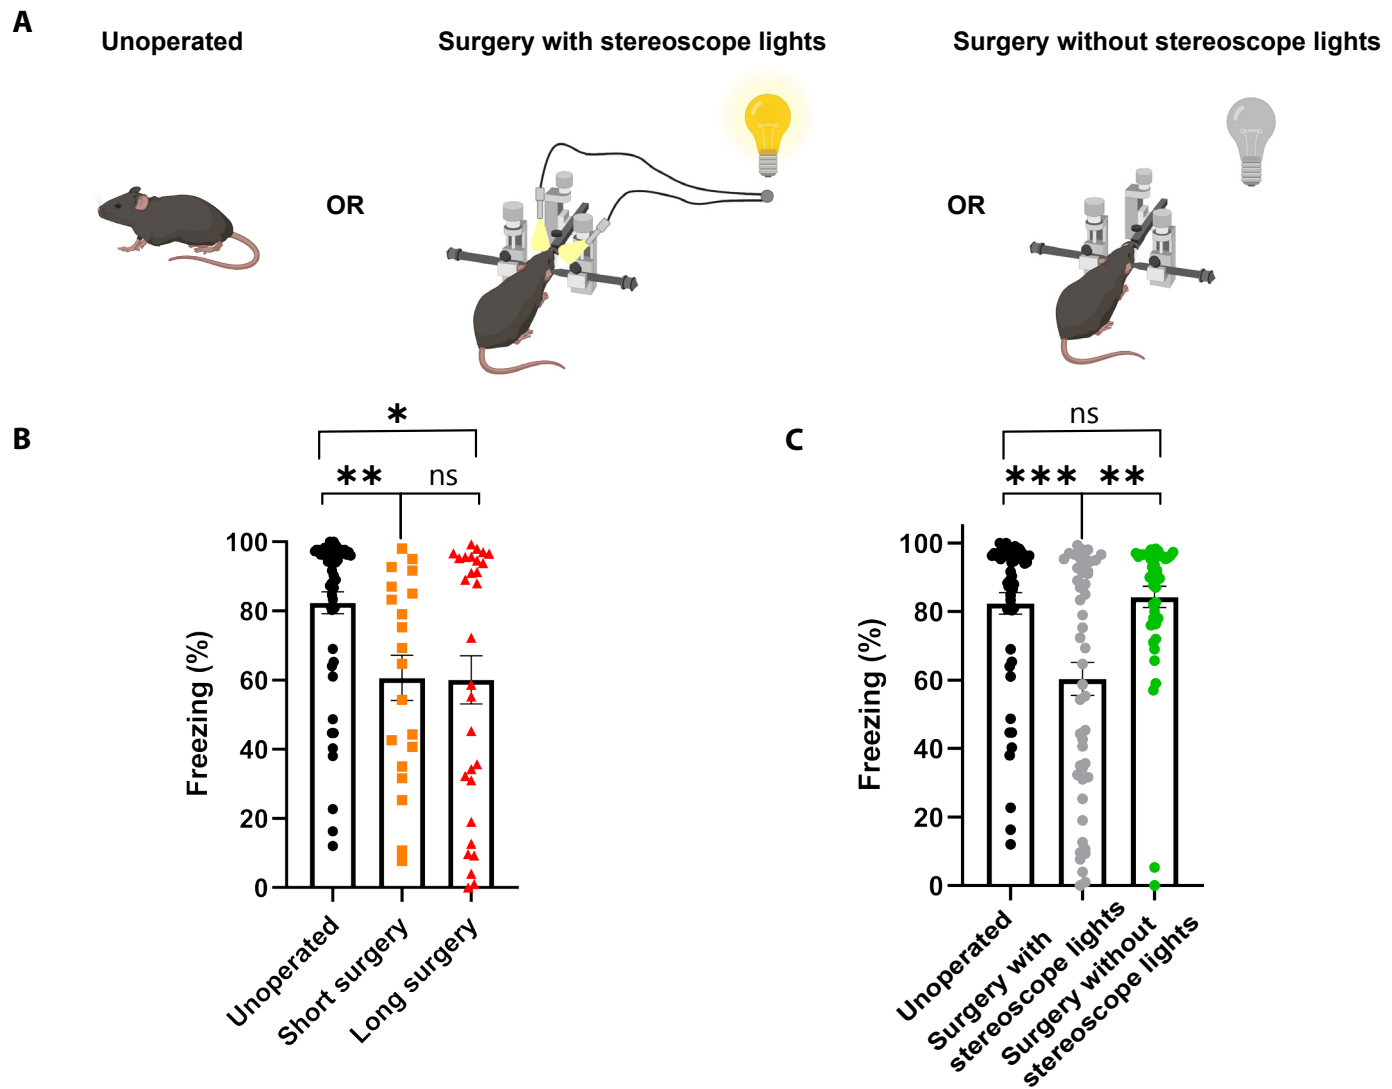 A
Unoperated
Surgery with stereoscope lights
Surgery without stereoscope lights
OR
OR
B
*
** ns
Freezing (%)
100
80
60
40
20
0
Unoperated
Short surgery
Long surgery
C
ns
*** **
Freezing (%)
100
80
60
40
20
0
Unoperated
Surgery with
stereoscope lights
Surgery without
stereoscope lights